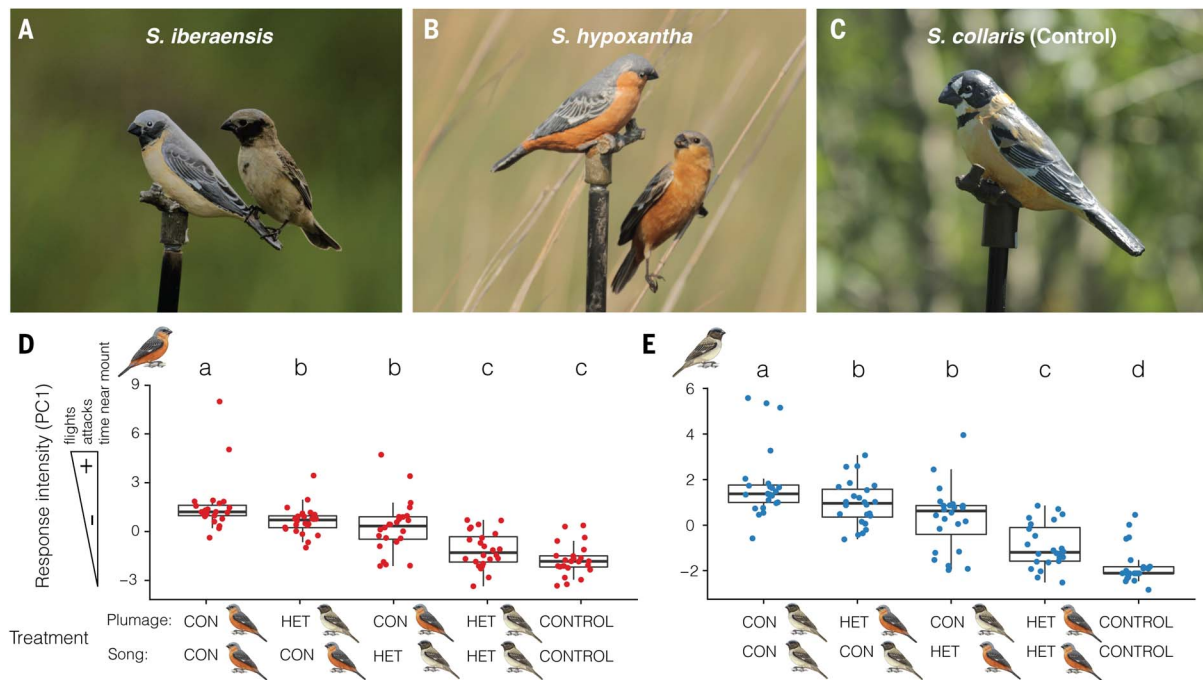 A
S. iberaensis
B
S. hypoxantha
C
S. collaris (Control)
D
a b b c c
Response intensity (PC1)
flights
attacks
time near mount
+
-
9
6
3
0
−3
Treatment
Plumage: CON HET CON HET CONTROL
Song: CON CON HET HET CONTROL
E
a b b c d
6
4
2
0
−2
CON HET CON HET CONTROL
CON CON HET HET CONTROL